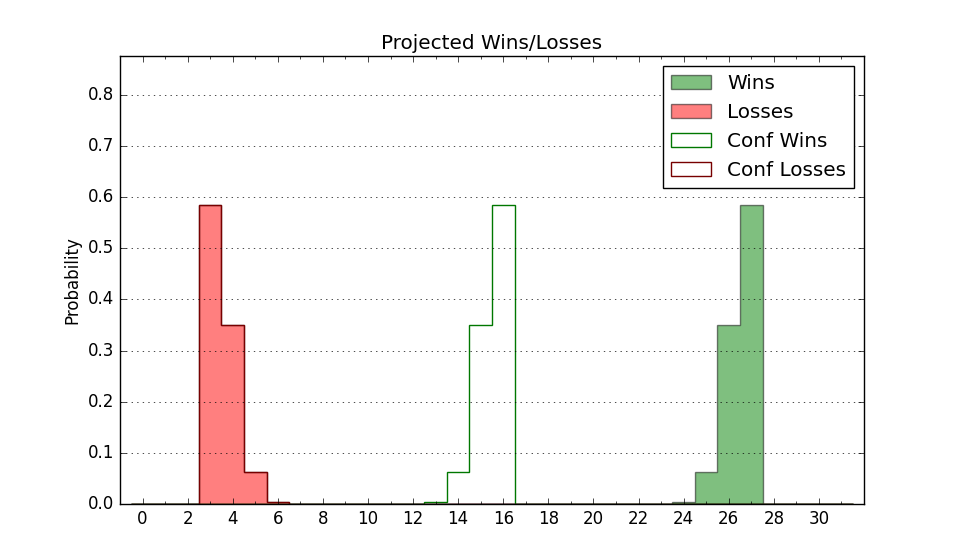 Projected Wins/Losses
Wins
Losses
Conf Wins
Conf Losses
Probability
0.8
0.7
0.6
0.5
0.4
0.3
0.2
0.1
0.0
0 2 4 6 8 10 12 14 16 18 20 22 24 26 28 30